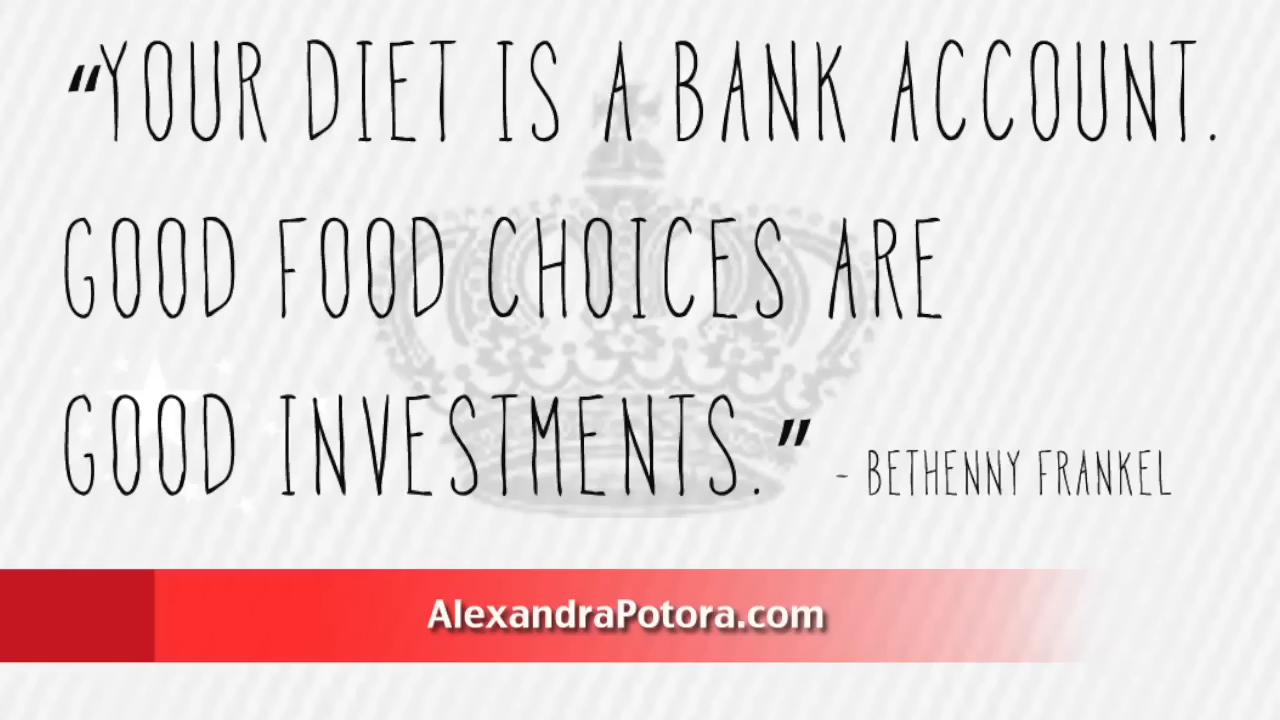 “YOUR DIET IS A BANK ACCOUNT.
GOOD FOOD CHOICES ARE
GOOD INVESTMENTS.” - BETHENNY FRANKEL
AlexandraPotora.com